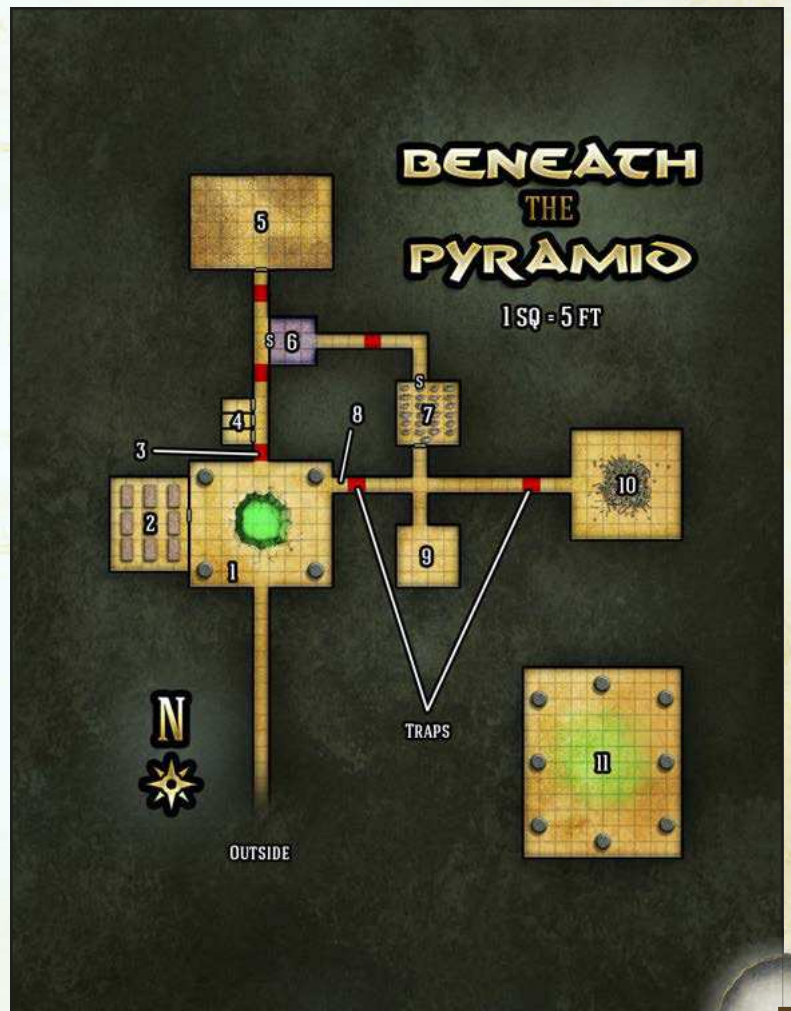 BENEATH
THE
PYRAMID
1 SQ = 5 FT
5
S 6
S
4
7
8
3
2
10
1
9
N
TRAPS
11
OUTSIDE